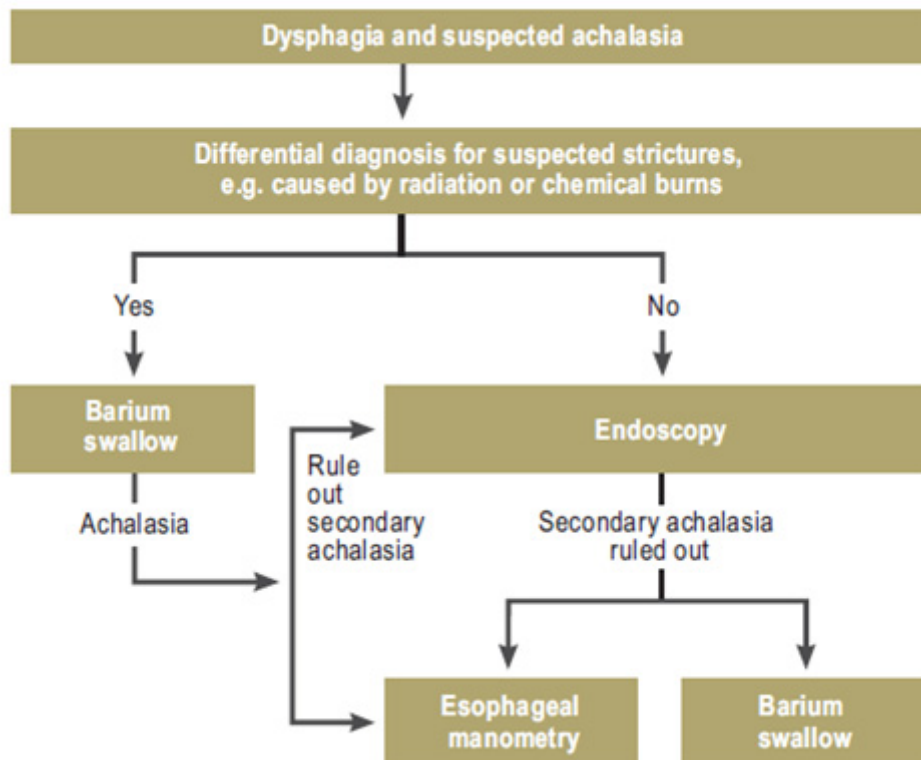 Dysphagia and suspected achalasia
Differential diagnosis for suspected strictures,
e.g. caused by radiation or chemical burns
Yes
No
Barium
swallow
Endoscopy
Rule
out
secondary
achalasia
Achalasia
Secondary achalasia
ruled out
Esophageal
manometry
Barium
swallow